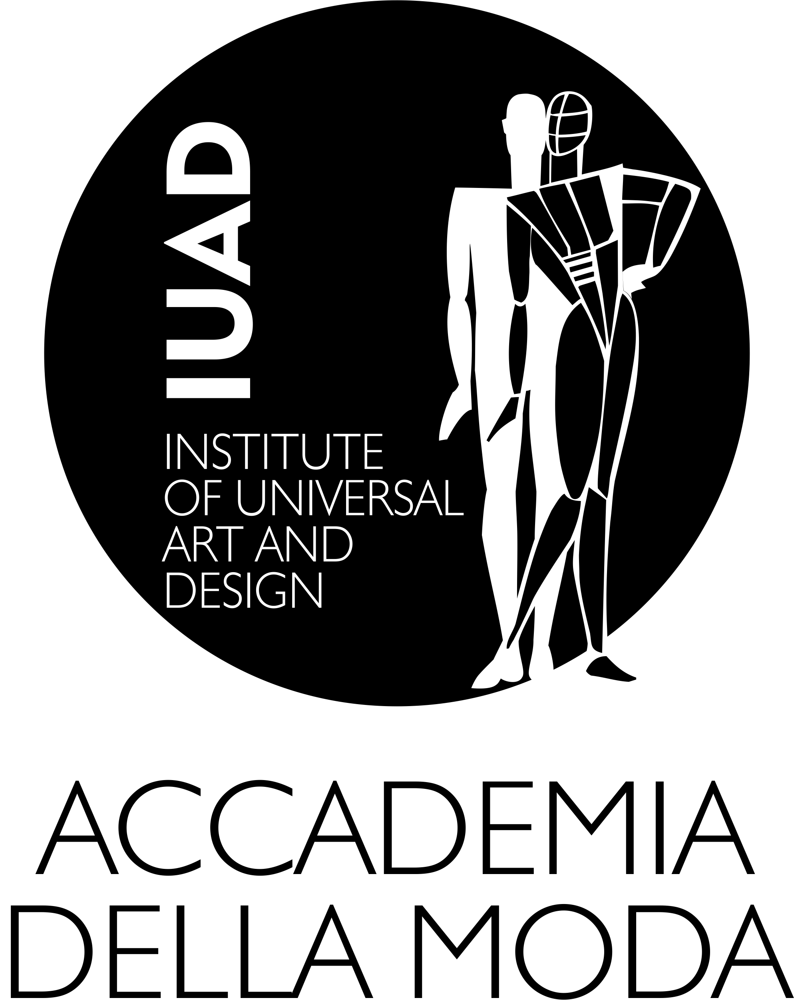 IUAD
INSTITUTE
OF UNIVERSAL
ART AND
DESIGN
ACCADEMIA
DELLA MODA